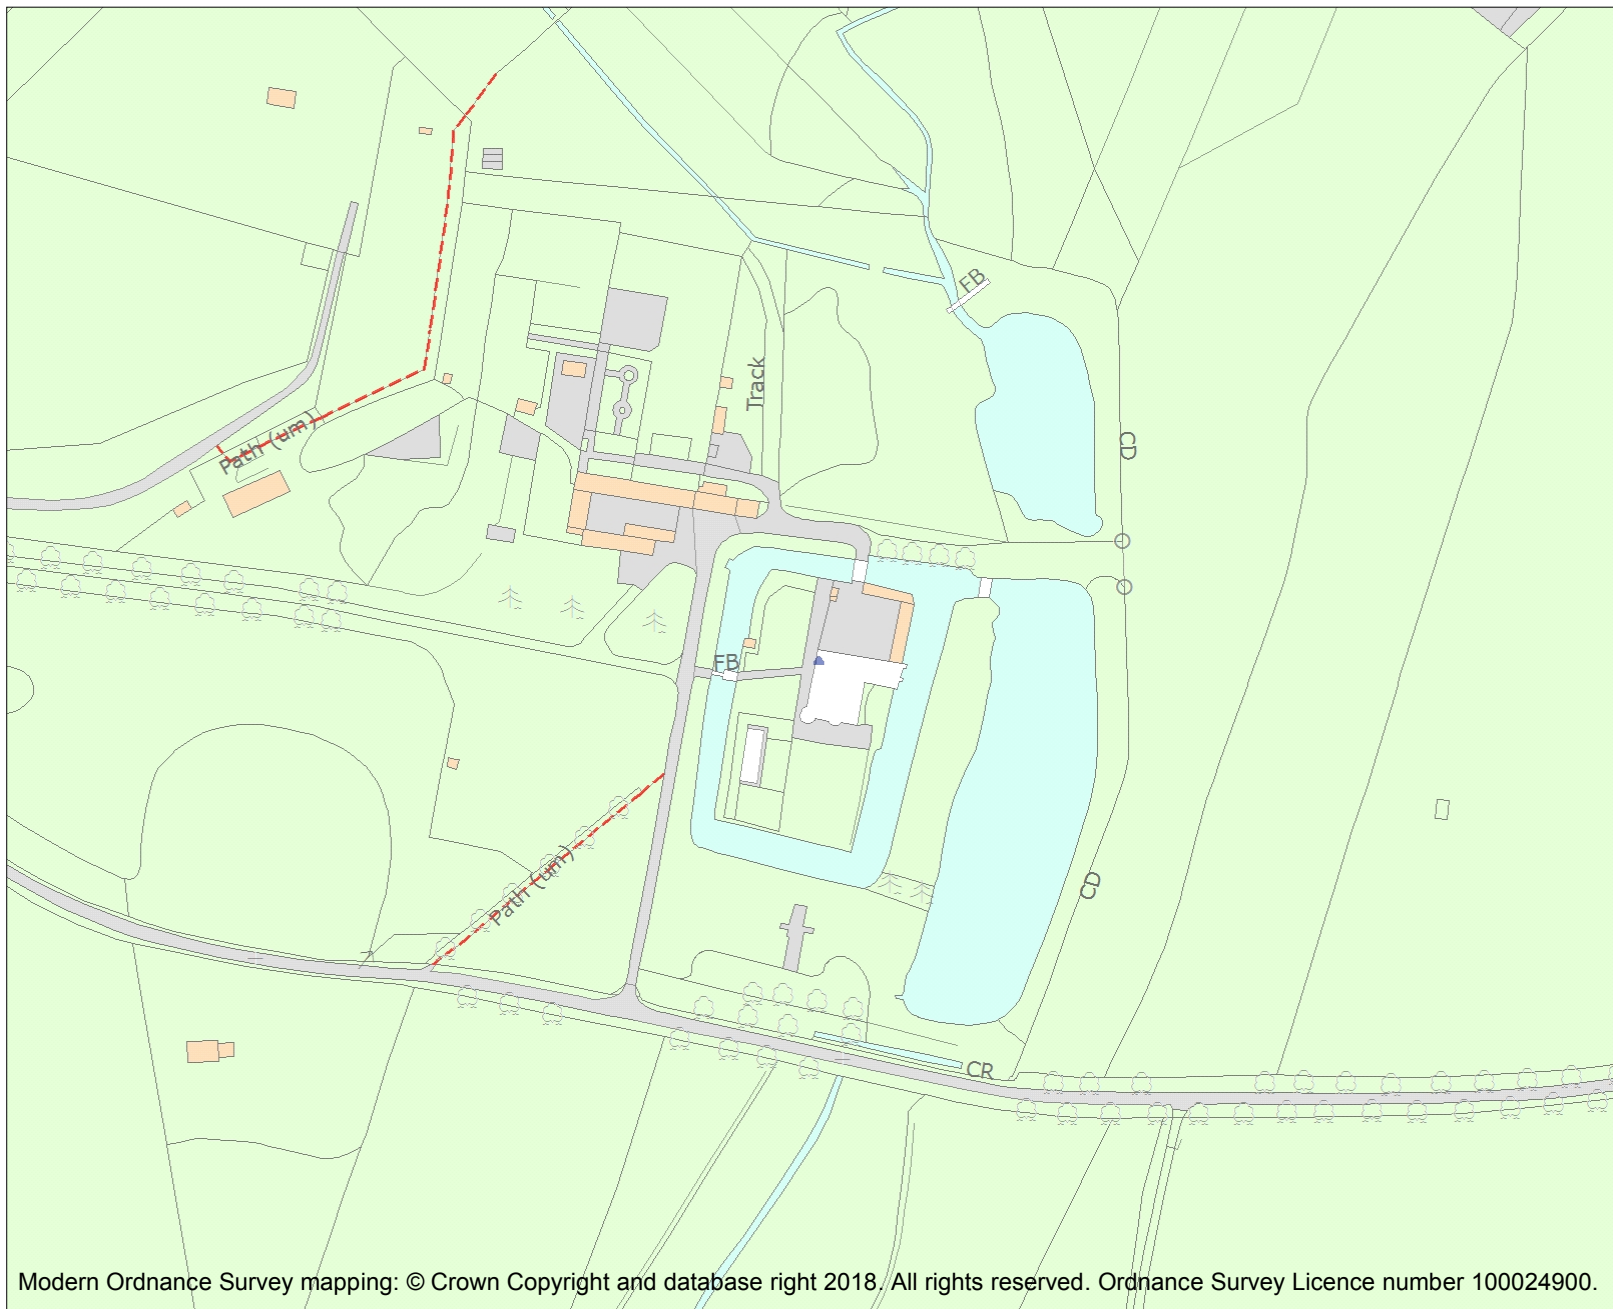 FB
Track
Path (um)
CD
FB
Path (um)
CD
CR
Modern Ordnance Survey mapping: © Crown Copyright and database right 2018. All rights reserved. Ordnance Survey Licence number 100024900.